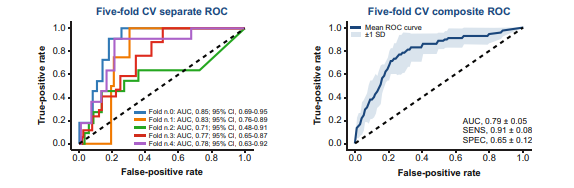 Five-fold CV separate ROC
True-positive rate
1.0
0.8
0.6
0.4
0.2
0.0
Fold n.0: AUC, 0.85; 95% CI, 0.69-0.95
Fold n.1: AUC, 0.83; 95% CI, 0.76-0.89
Fold n.2: AUC, 0.71; 95% CI, 0.48-0.91
Fold n.3: AUC, 0.77; 95% CI, 0.65-0.87
Fold n.4: AUC, 0.78; 95% CI, 0.63-0.92
0.0 0.2 0.4 0.6 0.8 1.0
False-positive rate
Five-fold CV composite ROC
True-positive rate
1.0
0.8
0.6
0.4
0.2
0.0
Mean ROC curve
±1 SD
AUC, 0.79 ± 0.05
SENS, 0.91 ± 0.08
SPEC, 0.65 ± 0.12
0.0 0.2 0.4 0.6 0.8 1.0
False-positive rate